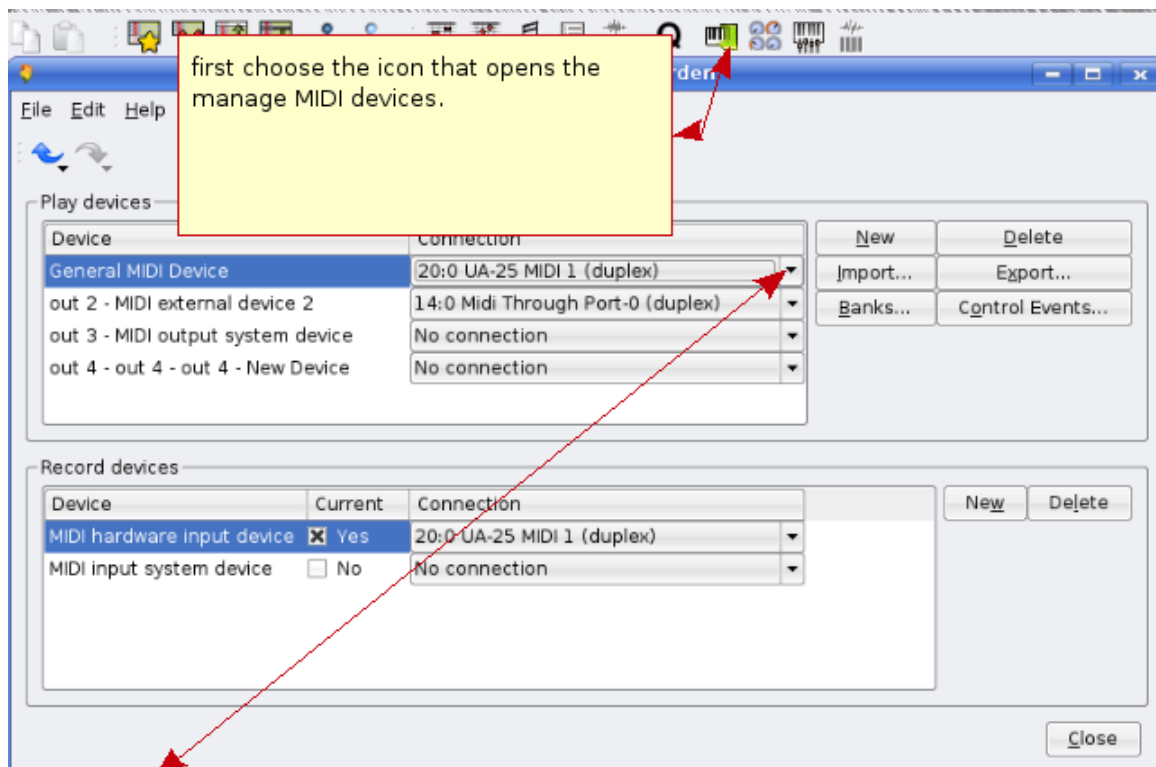 first choose the icon that opens the
manage MIDI devices.
File Edit Help
Play devices
Device Connection
General MIDI Device 20:0 UA-25 MIDI 1 (duplex)
out 2 - MIDI external device 2 14:0 Midi Through Port-0 (duplex)
out 3 - MIDI output system device No connection
out 4 - out 4 - out 4 - New Device No connection
New Delete
Import... Export...
Banks... Control Events...
Record devices
Device Current Connection
MIDI hardware input device Yes 20:0 UA-25 MIDI 1 (duplex)
MIDI input system device No No connection
New Delete
Close